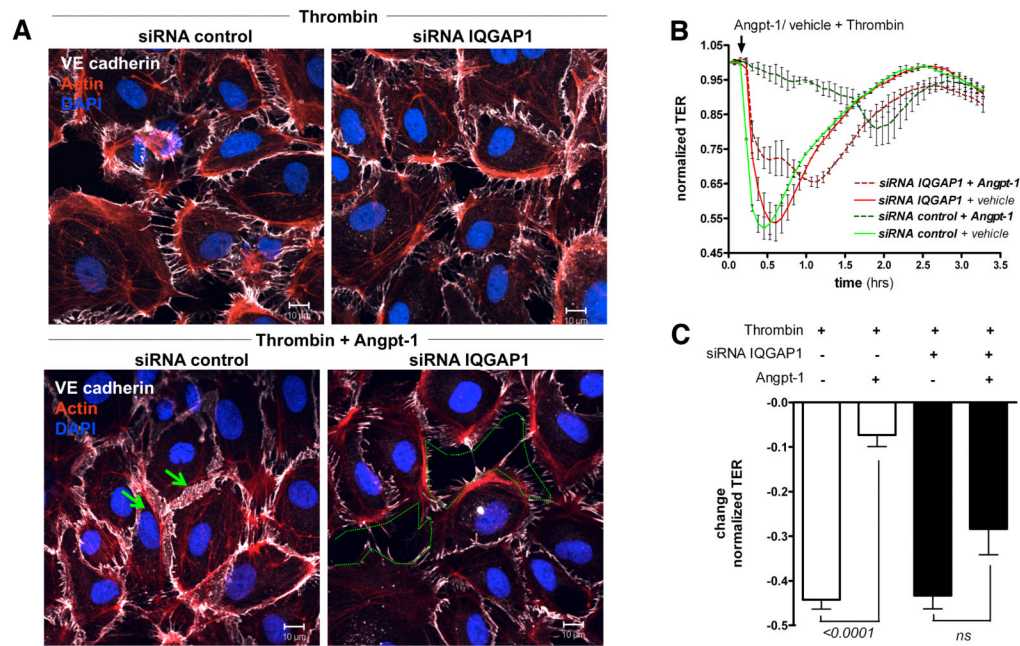 A
Thrombin
siRNA control
siRNA IQGAP1
VE cadherin
Actin
DAPI
10 µm
10 µm
Thrombin + Angpt-1
siRNA control
siRNA IQGAP1
VE cadherin
Actin
DAPI
10 µm
10 µm
B
Angpt-1/ vehicle + Thrombin
normalized TER
1.05
0.95
0.85
0.75
0.65
0.55
0.45
siRNA IQGAP1 + Angpt-1
siRNA IQGAP1 + vehicle
siRNA control + Angpt-1
siRNA control + vehicle
0.0 0.5 1.0 1.5 2.0 2.5 3.0 3.5
time (hrs)
C
Thrombin + + + +
siRNA IQGAP1 - - + +
Angpt-1 - + - +
change
normalized TER
-0.0
-0.1
-0.2
-0.3
-0.4
-0.5
<0.0001
ns